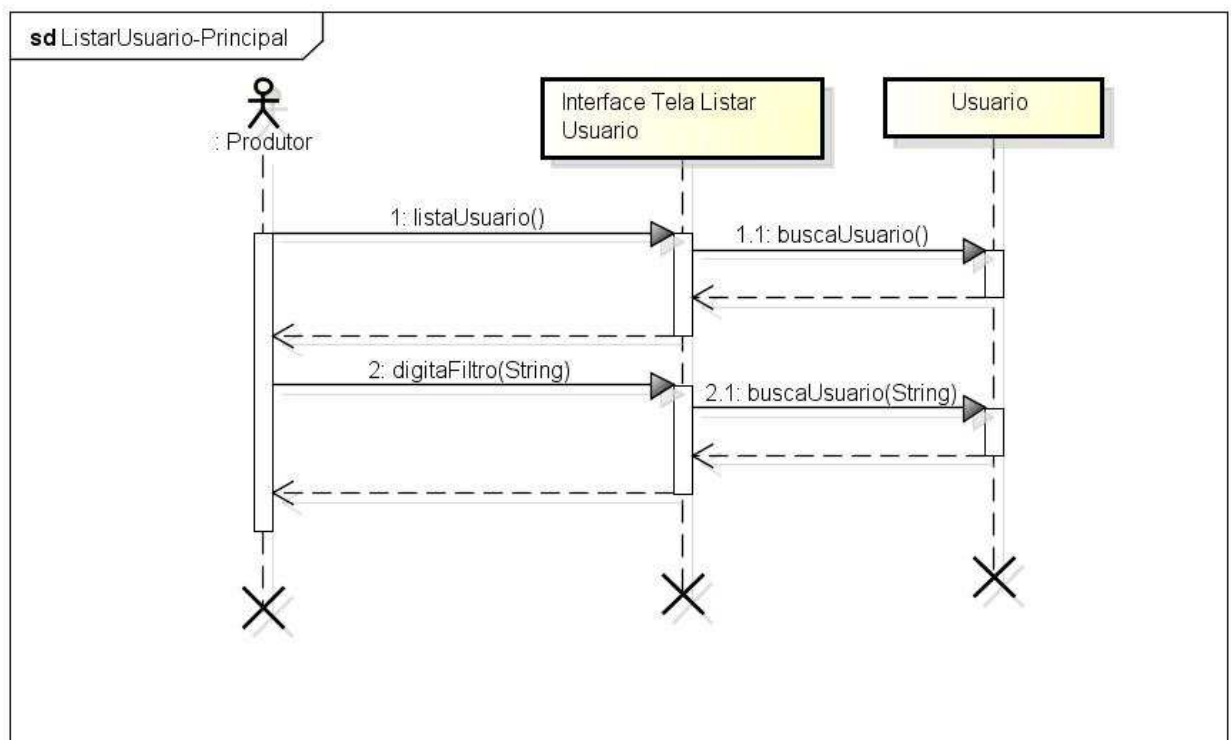 sd ListarUsuario-Principal
: Produtor
Interface Tela Listar
Usuario
Usuario
1: listaUsuario()
1.1: buscaUsuario()
2: digitaFiltro(String)
2.1: buscaUsuario(String)